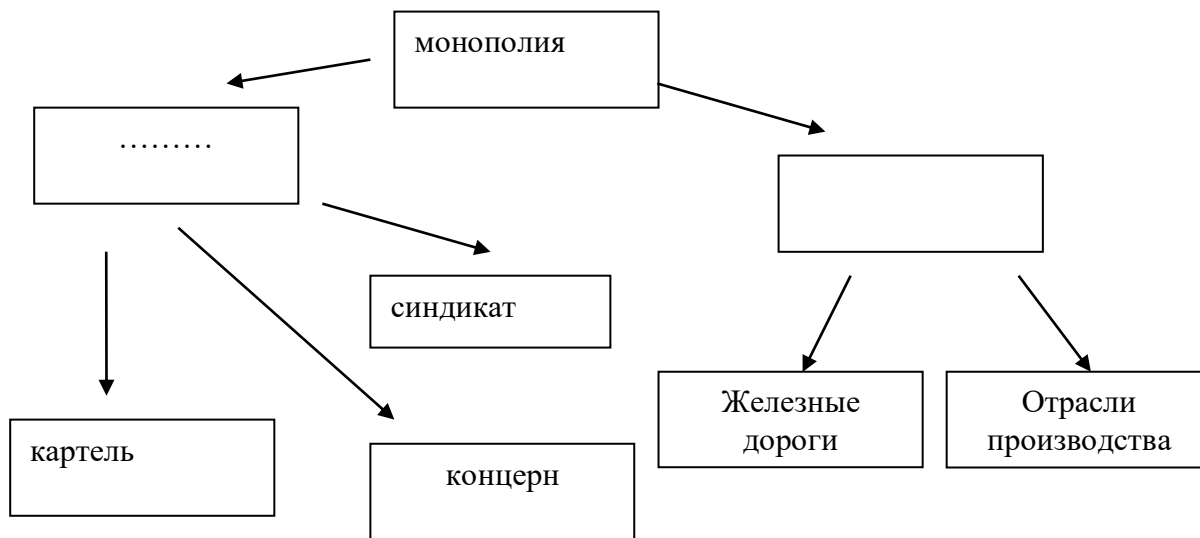 монополия
………
синдикат
Железные
дороги
Отрасли
производства
картель
концерн